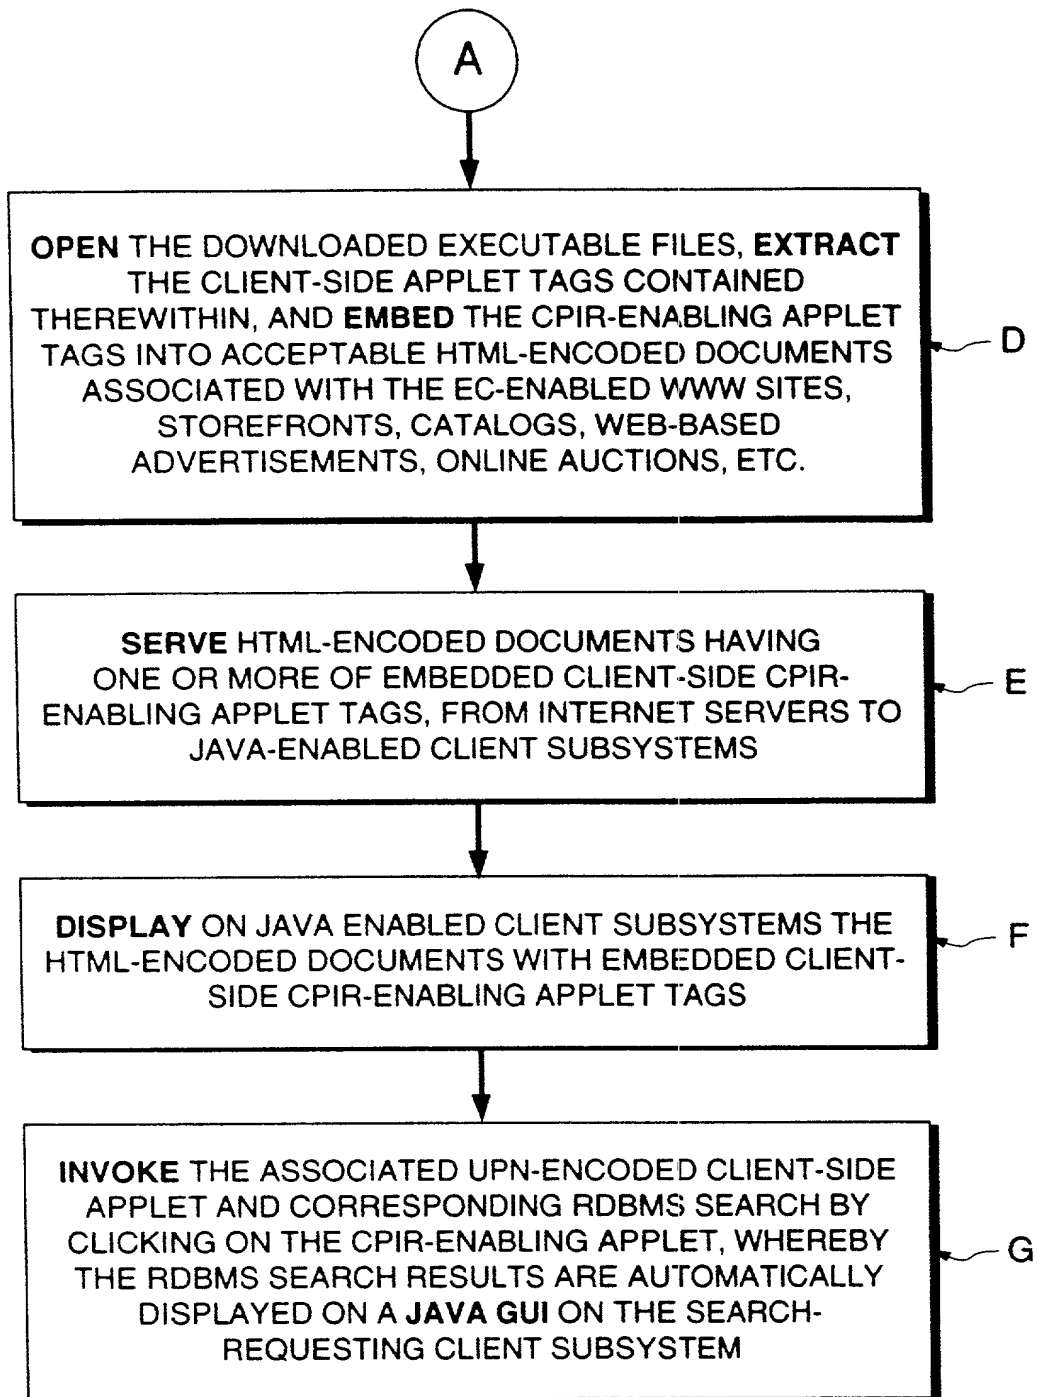 A
OPEN THE DOWNLOADED EXECUTABLE FILES, EXTRACT
THE CLIENT-SIDE APPLET TAGS CONTAINED
THEREWITHIN, AND EMBED THE CPIR-ENABLING APPLET
TAGS INTO ACCEPTABLE HTML-ENCODED DOCUMENTS
ASSOCIATED WITH THE EC-ENABLED WWW SITES,
STOREFRONTS, CATALOGS, WEB-BASED
ADVERTISEMENTS, ONLINE AUCTIONS, ETC.
D
SERVE HTML-ENCODED DOCUMENTS HAVING
ONE OR MORE OF EMBEDDED CLIENT-SIDE CPIR-
ENABLING APPLET TAGS, FROM INTERNET SERVERS TO
JAVA-ENABLED CLIENT SUBSYSTEMS
E
DISPLAY ON JAVA ENABLED CLIENT SUBSYSTEMS THE
HTML-ENCODED DOCUMENTS WITH EMBEDDED CLIENT-
SIDE CPIR-ENABLING APPLET TAGS
F
INVOKE THE ASSOCIATED UPN-ENCODED CLIENT-SIDE
APPLET AND CORRESPONDING RDBMS SEARCH BY
CLICKING ON THE CPIR-ENABLING APPLET, WHEREBY
THE RDBMS SEARCH RESULTS ARE AUTOMATICALLY
DISPLAYED ON A JAVA GUI ON THE SEARCH-
REQUESTING CLIENT SUBSYSTEM
G